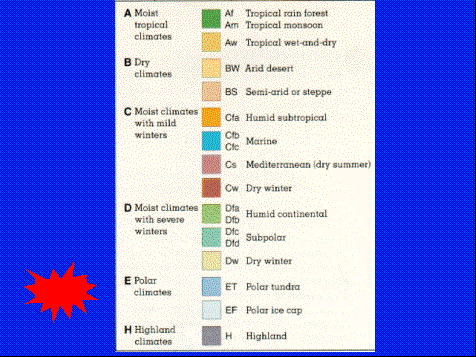 A Moist tropical climates
Af Tropical rain forest
Am Tropical monsoon
Aw Tropical wet-and-dry
B Dry climates
BW Arid desert
BS Semi-arid or steppe
C Moist climates with mild winters
Cfa Humid subtropical
Cfb
Cfc Marine
Cs Mediterranean (dry summer)
Cw Dry winter
D Moist climates with severe winters
Dfa
Dfb Humid continental
Dfc
Dfd Subpolar
Dw Dry winter
E Polar climates
ET Polar tundra
EF Polar ice cap
H Highland climates
H Highland